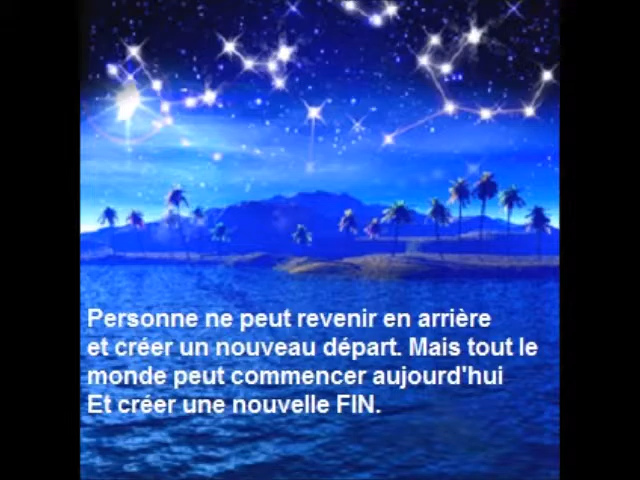 Personne ne peut revenir en arrière
et créer un nouveau départ. Mais tout le
monde peut commencer aujourd'hui
Et créer une nouvelle FIN.